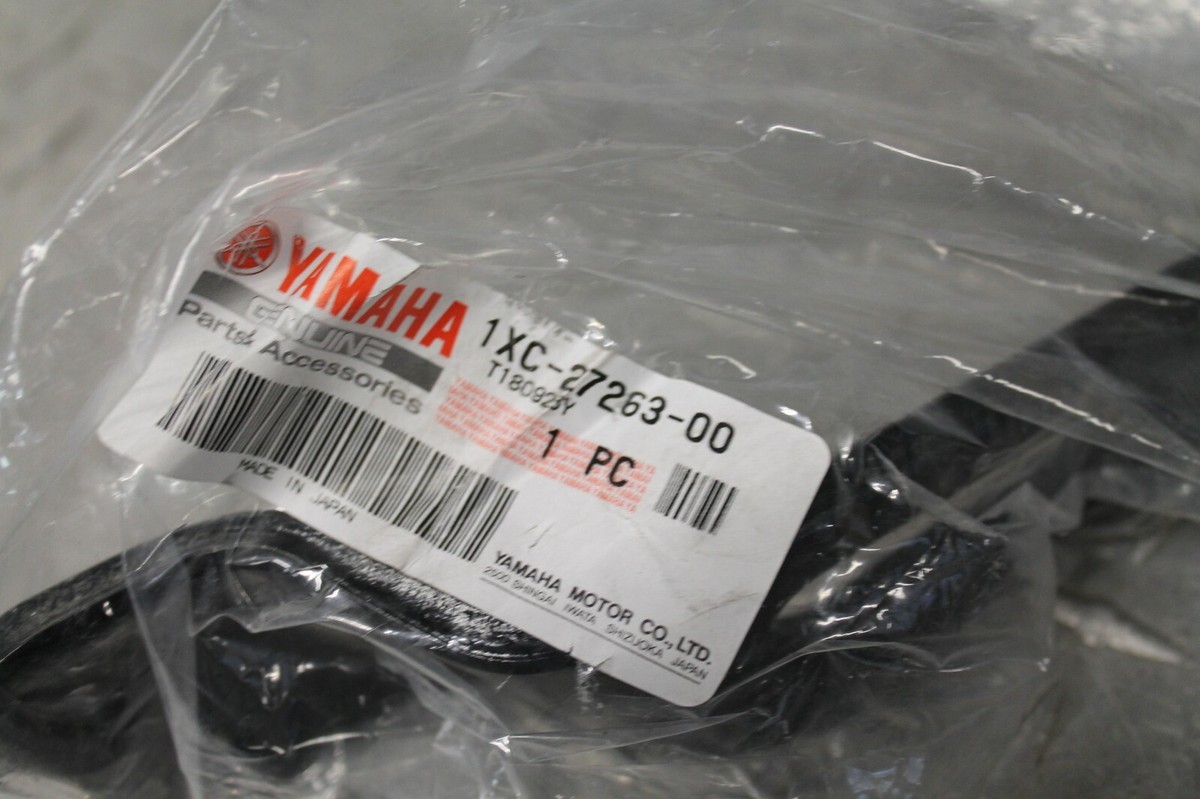 YAMAHA
GENUINE
Parts& Accessories
1XC-27263-00
T180925Y
1 PC
MADE IN JAPAN
YAMAHA MOTOR CO.,LTD.
2500 SHINGAI IWATA SHIZUOKA JAPAN